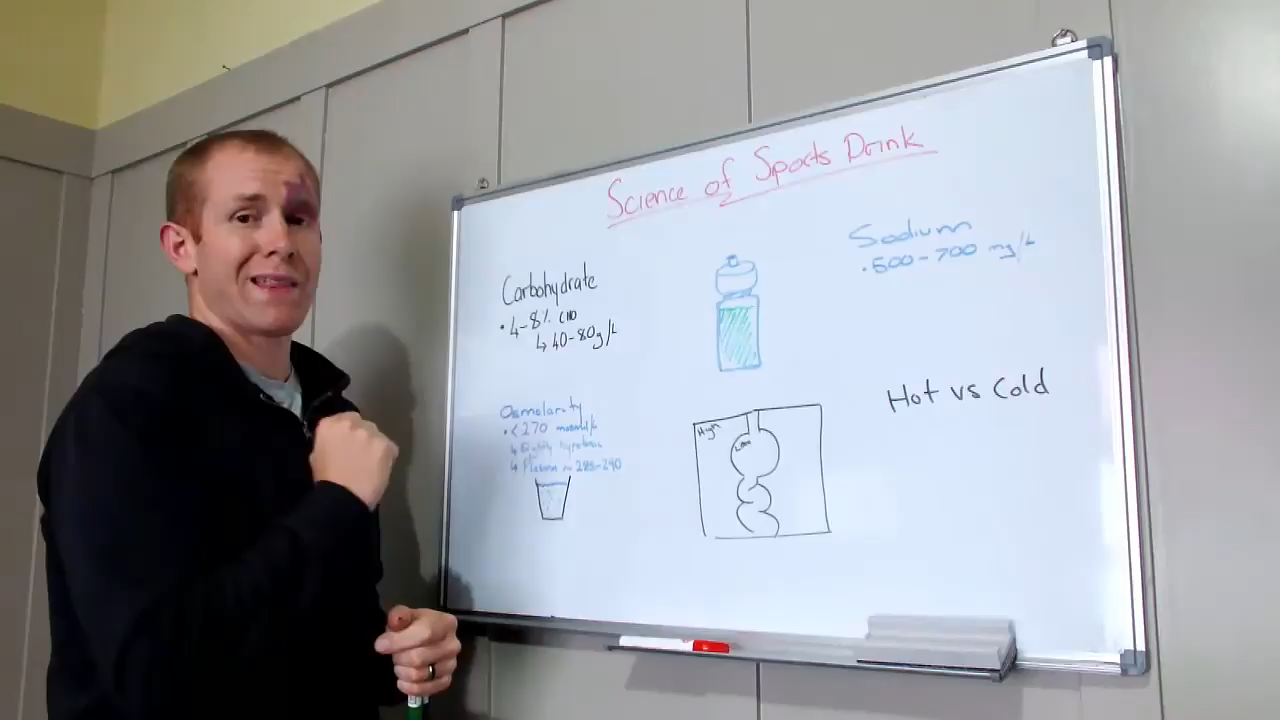 Science of Sports Drink
Carbohydrate
• 4-8% CHO
↳ 40-80g/L
Sodium
• 500-700 mg/L
Osmolarity
• <270 mosmol/L
↳ Slightly hypotonic
↳ Plasma ~ 285-290
High
Low
Hot vs Cold